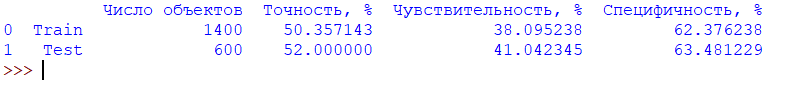 Число объектов Точность, % Чувствительность, % Специфичность, %
0 Train 1400 50.357143 38.095238 62.376238
1 Test 600 52.000000 41.042345 63.481229
>>>